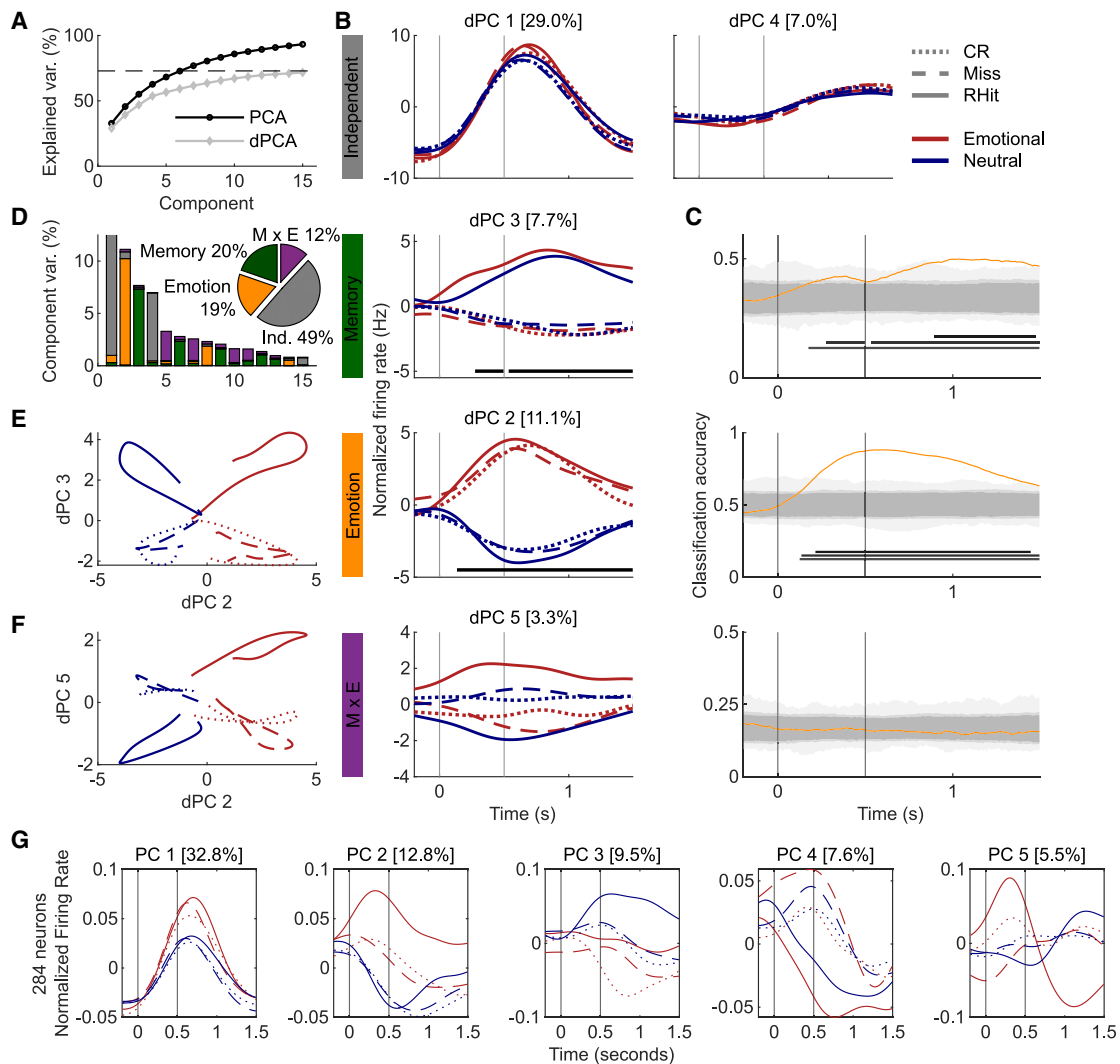 A
Explained var. (%)
100
50
0
0
5
10
15
Component
PCA
dPCA
B
Independent
dPC 1 [29.0%]
10
0
-10
dPC 4 [7.0%]
CR
Miss
RHit
Emotional
Neutral
D
Component var. (%)
10
5
0
Memory 20%
M x E 12%
Emotion
19%
Ind. 49%
Memory
dPC 3 [7.7%]
5
0
-5
Normalized firing rate (Hz)
C
0.5
0
0
1
E
dPC 3
4
2
0
-2
-5
0
5
dPC 2
Emotion
dPC 2 [11.1%]
5
0
-5
Classification accuracy
1
0.5
0
0
1
F
dPC 5
2
0
-2
-5
0
5
dPC 2
M x E
dPC 5 [3.3%]
4
2
0
-2
-4
0
1
Time (s)
0.5
0.25
0
0
1
Time (s)
G
284 neurons
Normalized Firing Rate
PC 1 [32.8%]
0.1
0.05
0
-0.05
0
0.5
1
1.5
PC 2 [12.8%]
0.1
0.05
0
-0.05
0
0.5
1
1.5
PC 3 [9.5%]
0.1
0
-0.1
0
0.5
1
1.5
PC 4 [7.6%]
0.05
0
-0.05
0
0.5
1
1.5
PC 5 [5.5%]
0.1
0
-0.1
0
0.5
1
1.5
Time (seconds)